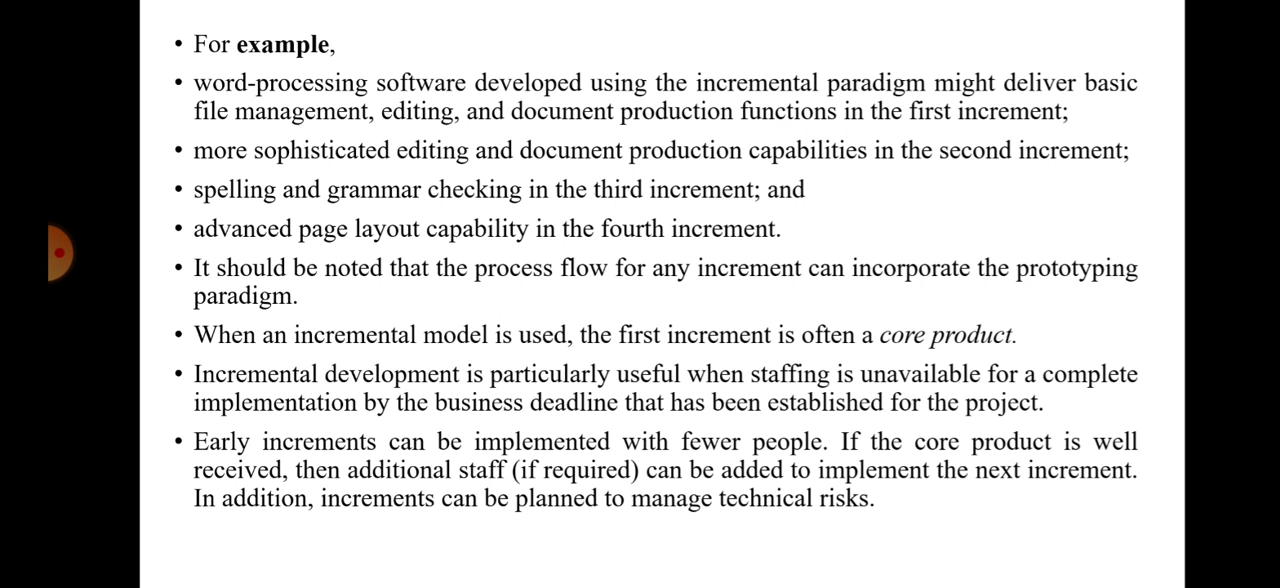 • For example,
• word-processing software developed using the incremental paradigm might deliver basic
file management, editing, and document production functions in the first increment;
• more sophisticated editing and document production capabilities in the second increment;
• spelling and grammar checking in the third increment; and
• advanced page layout capability in the fourth increment.
• It should be noted that the process flow for any increment can incorporate the prototyping
paradigm.
• When an incremental model is used, the first increment is often a core product.
• Incremental development is particularly useful when staffing is unavailable for a complete
implementation by the business deadline that has been established for the project.
• Early increments can be implemented with fewer people. If the core product is well
received, then additional staff (if required) can be added to implement the next increment.
In addition, increments can be planned to manage technical risks.